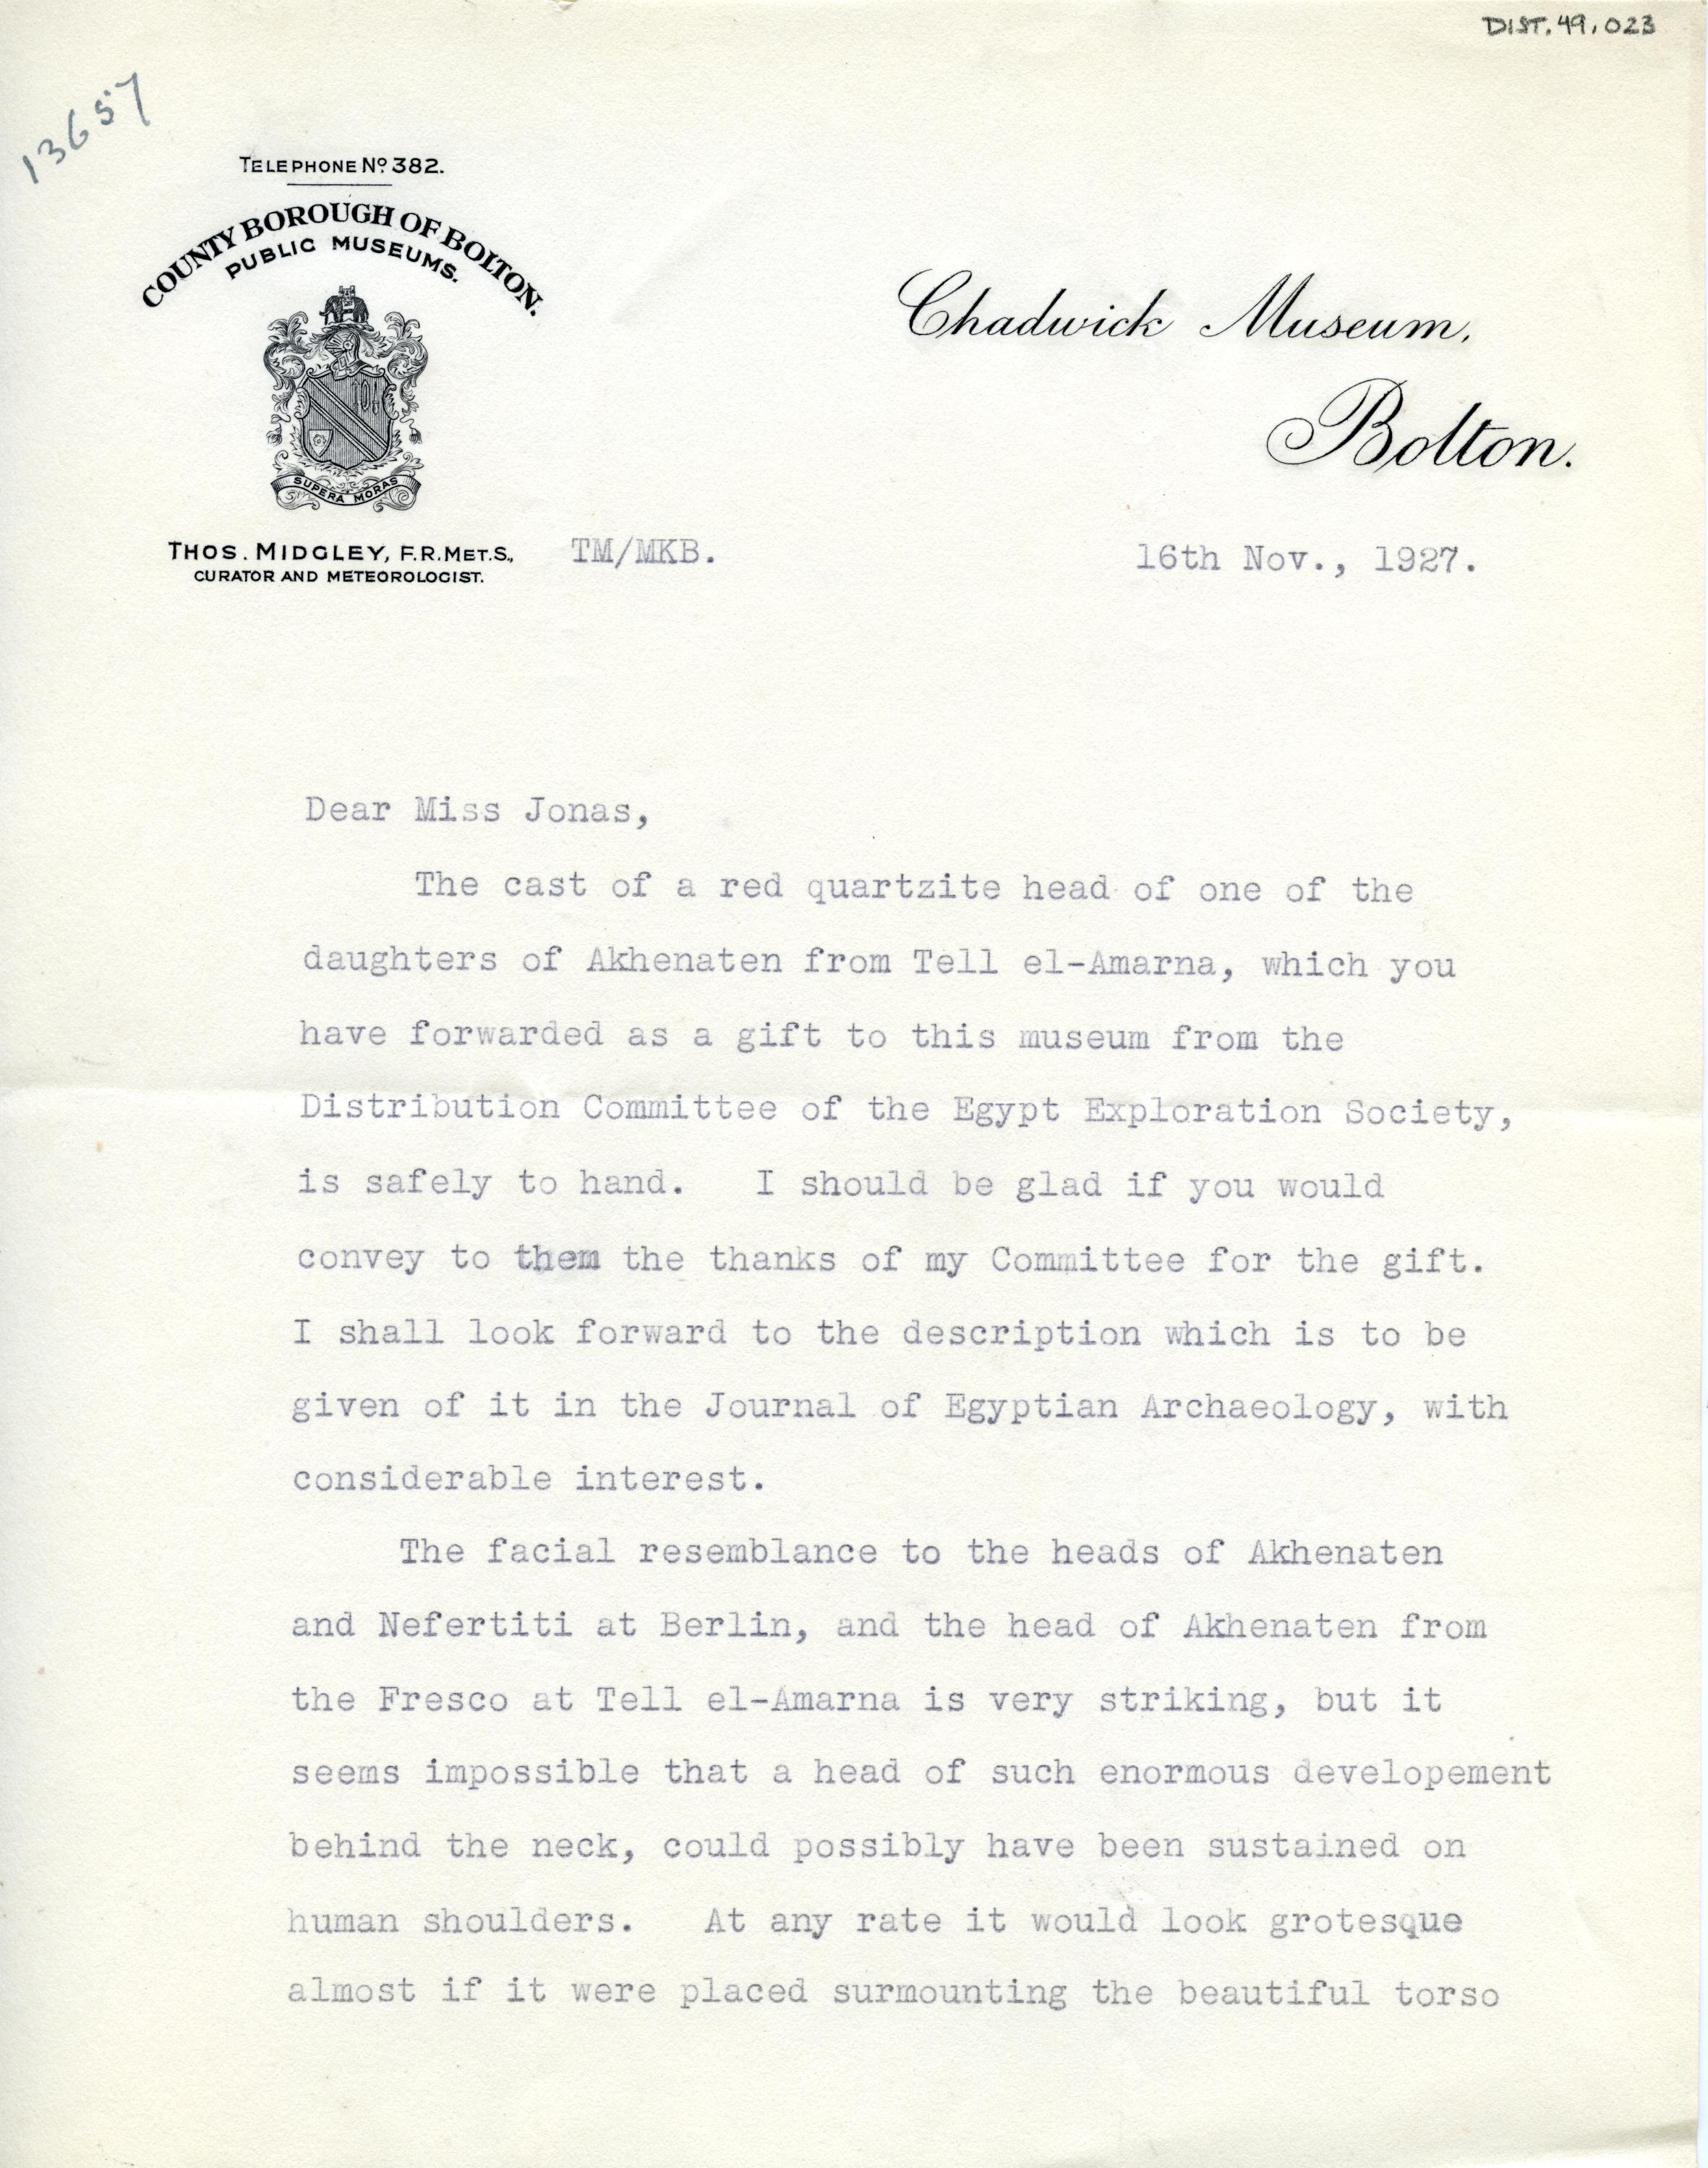 DIST.49.023
13657
TELEPHONE Nº 382.
COUNTY BOROUGH OF BOLTON.
PUBLIC MUSEUMS.
SUPERA MORAS
Chadwick Museum,
Bolton.
THOS. MIDGLEY, F.R.MET.S.,
CURATOR AND METEOROLOGIST.
TM/MKB.
16th Nov., 1927.
Dear Miss Jonas,
The cast of a red quartzite head of one of the
daughters of Akhenaten from Tell el-Amarna, which you
have forwarded as a gift to this museum from the
Distribution Committee of the Egypt Exploration Society,
is safely to hand. I should be glad if you would
convey to them the thanks of my Committee for the gift.
I shall look forward to the description which is to be
given of it in the Journal of Egyptian Archaeology, with
considerable interest.
The facial resemblance to the heads of Akhenaten
and Nefertiti at Berlin, and the head of Akhenaten from
the Fresco at Tell el-Amarna is very striking, but it
seems impossible that a head of such enormous developement
behind the neck, could possibly have been sustained on
human shoulders. At any rate it would look grotesque
almost if it were placed surmounting the beautiful torso